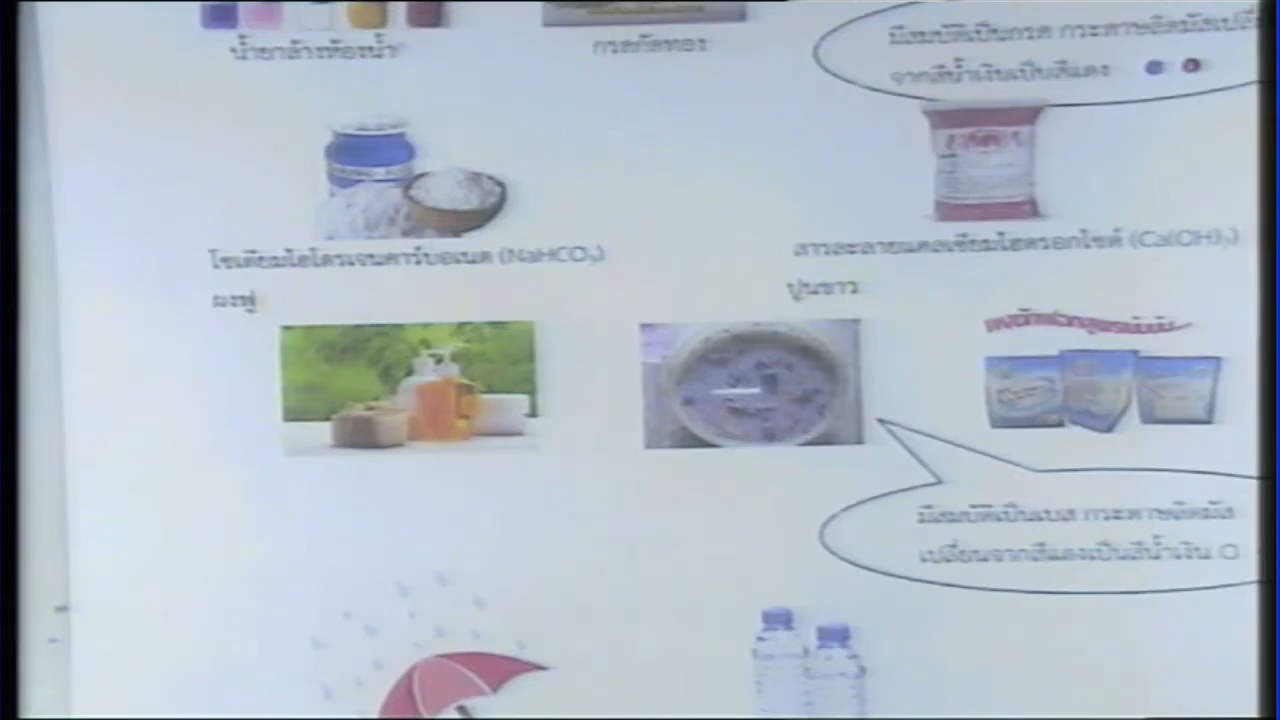 น้ำยาล้างห้องน้ำ
กรดกัดทอง
มีสมบัติเป็นกรด กระดาษลิตมัสเปลี่
จากสีน้ำเงินเป็นสีแดง
โซเดียมไฮโดรเจนคาร์บอเนต (NaHCO₃)
ผงฟู
สารละลายแคลเซียมไฮดรอกไซด์ (Ca(OH)₂)
ปูนขาว
มีสมบัติเป็นเบส กระดาษลิตมัส
เปลี่ยนจากสีแดงเป็นสีน้ำเงิน